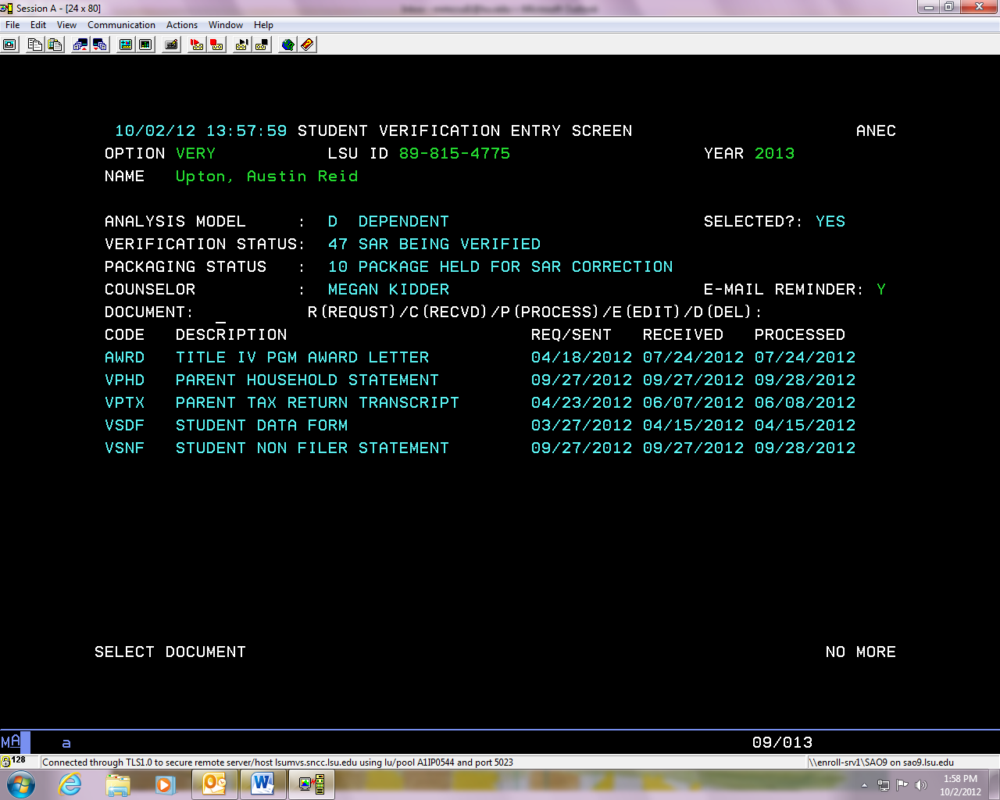 Session A - [24 x 80]
File Edit View Communication Actions Window Help
10/02/12 13:57:59 STUDENT VERIFICATION ENTRY SCREEN ANEC
OPTION VERY LSU ID 89-815-4775 YEAR 2013
NAME Upton, Austin Reid
ANALYSIS MODEL : D DEPENDENT SELECTED?: YES
VERIFICATION STATUS: 47 SAR BEING VERIFIED
PACKAGING STATUS : 10 PACKAGE HELD FOR SAR CORRECTION
COUNSELOR : MEGAN KIDDER E-MAIL REMINDER: Y
DOCUMENT: _ R(REQUST)/C(RECVD)/P(PROCESS)/E(EDIT)/D(DEL):
CODE DESCRIPTION REQ/SENT RECEIVED PROCESSED
AWRD TITLE IV PGM AWARD LETTER 04/18/2012 07/24/2012 07/24/2012
VPHD PARENT HOUSEHOLD STATEMENT 09/27/2012 09/27/2012 09/28/2012
VPTX PARENT TAX RETURN TRANSCRIPT 04/23/2012 06/07/2012 06/08/2012
VSDF STUDENT DATA FORM 03/27/2012 04/15/2012 04/15/2012
VSNF STUDENT NON FILER STATEMENT 09/27/2012 09/27/2012 09/28/2012
SELECT DOCUMENT NO MORE
MA a 09/013
128 Connected through TLS1.0 to secure remote server/host lsumvs.sncc.lsu.edu using lu/pool A1IP0544 and port 5023 \\enroll-srv1\SAO9 on sao9.lsu.edu
1:58 PM
10/2/2012